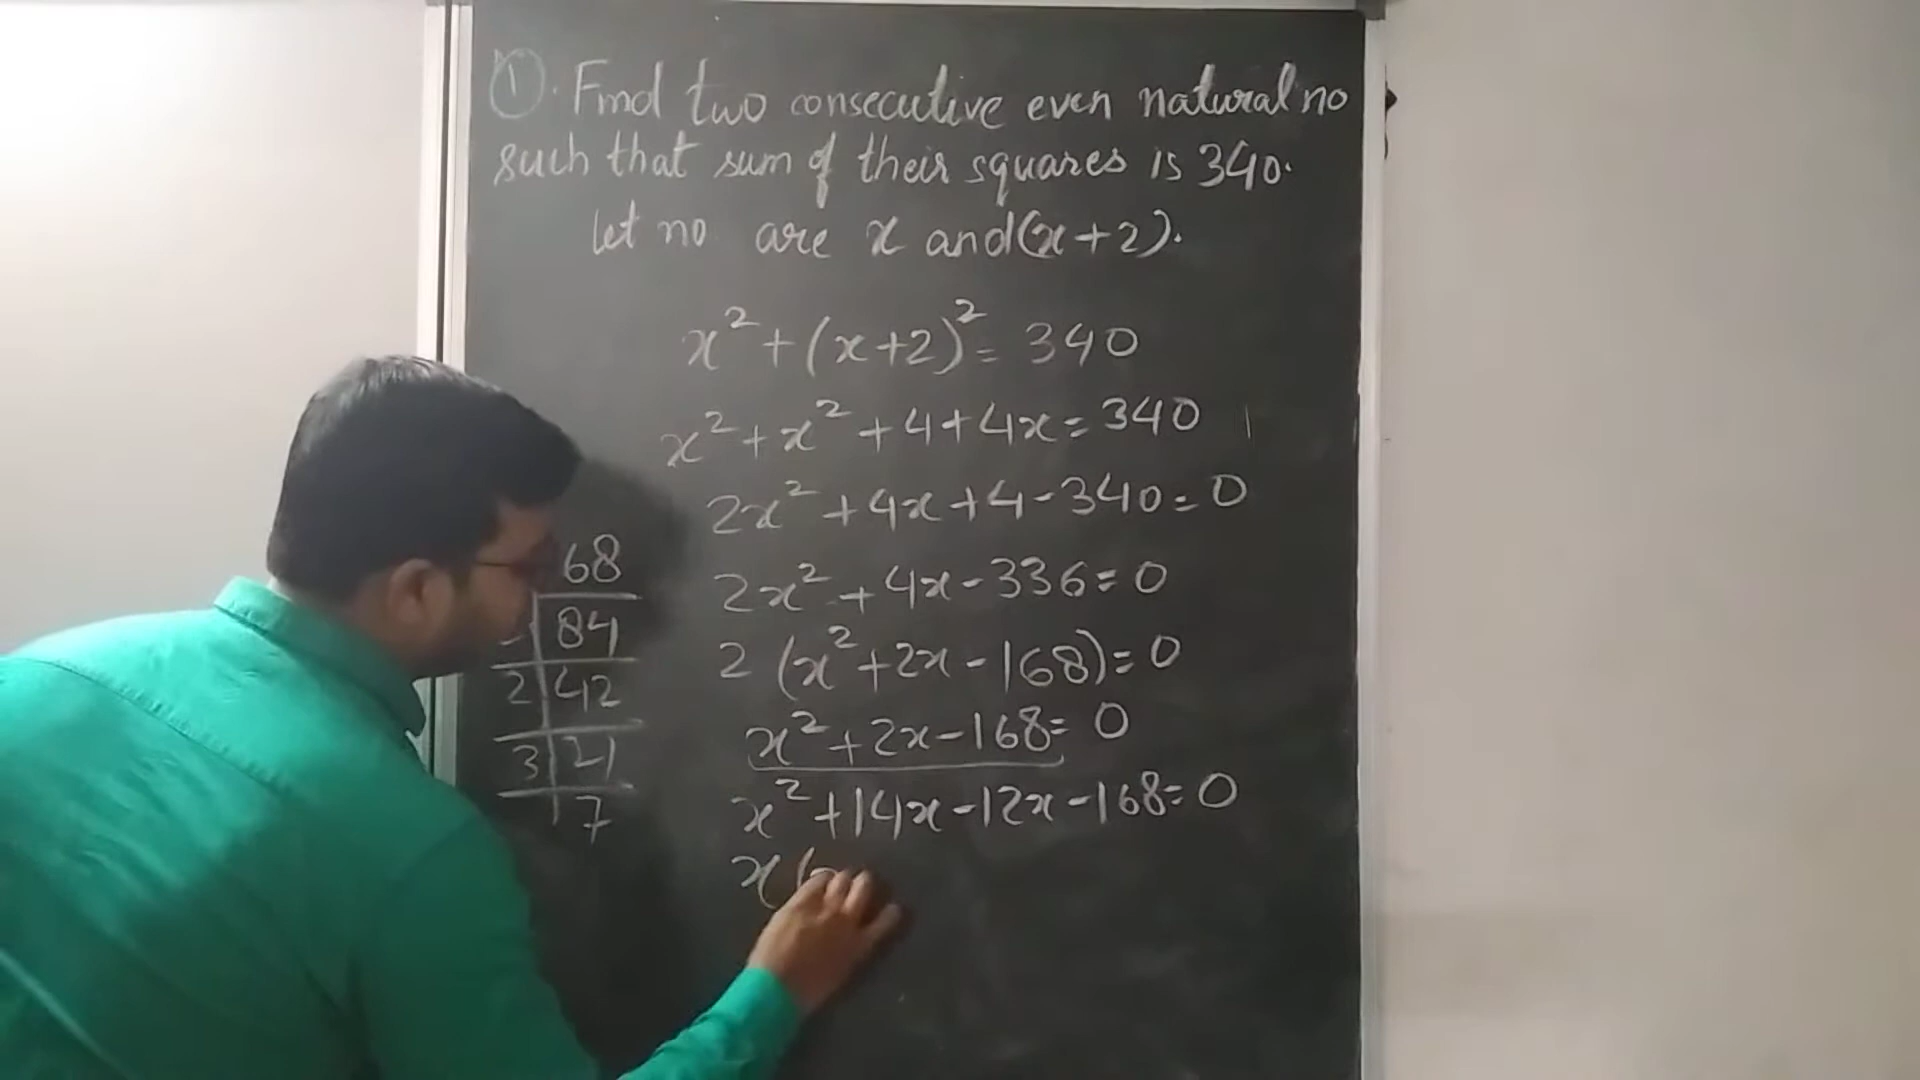 ① Find two consecutive even natural no
such that sum of their squares is 340.
let no are x and (x+2).
x² + (x+2)² = 340
x² + x² + 4 + 4x = 340
2x² + 4x + 4 - 340 = 0
2x² + 4x - 336 = 0
2 (x² + 2x - 168) = 0
x² + 2x - 168 = 0
x² + 14x - 12x - 168 = 0
x (
68
84
2 42
3 21
7